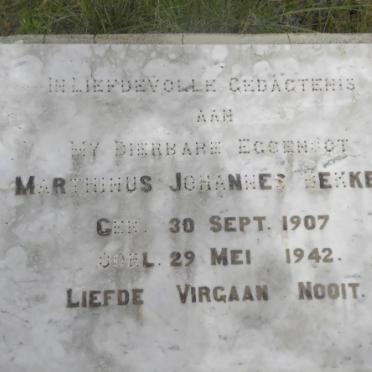 IN LIEFDEVOLLE GEDAGTENIS
AAN
MY DIERBARE EGGENOOT
MARTHINUS JOHANNES BEKKE
GEB. 30 SEPT. 1907
OORL. 29 MEI 1942.
LIEFDE VIRGAAN NOOIT.